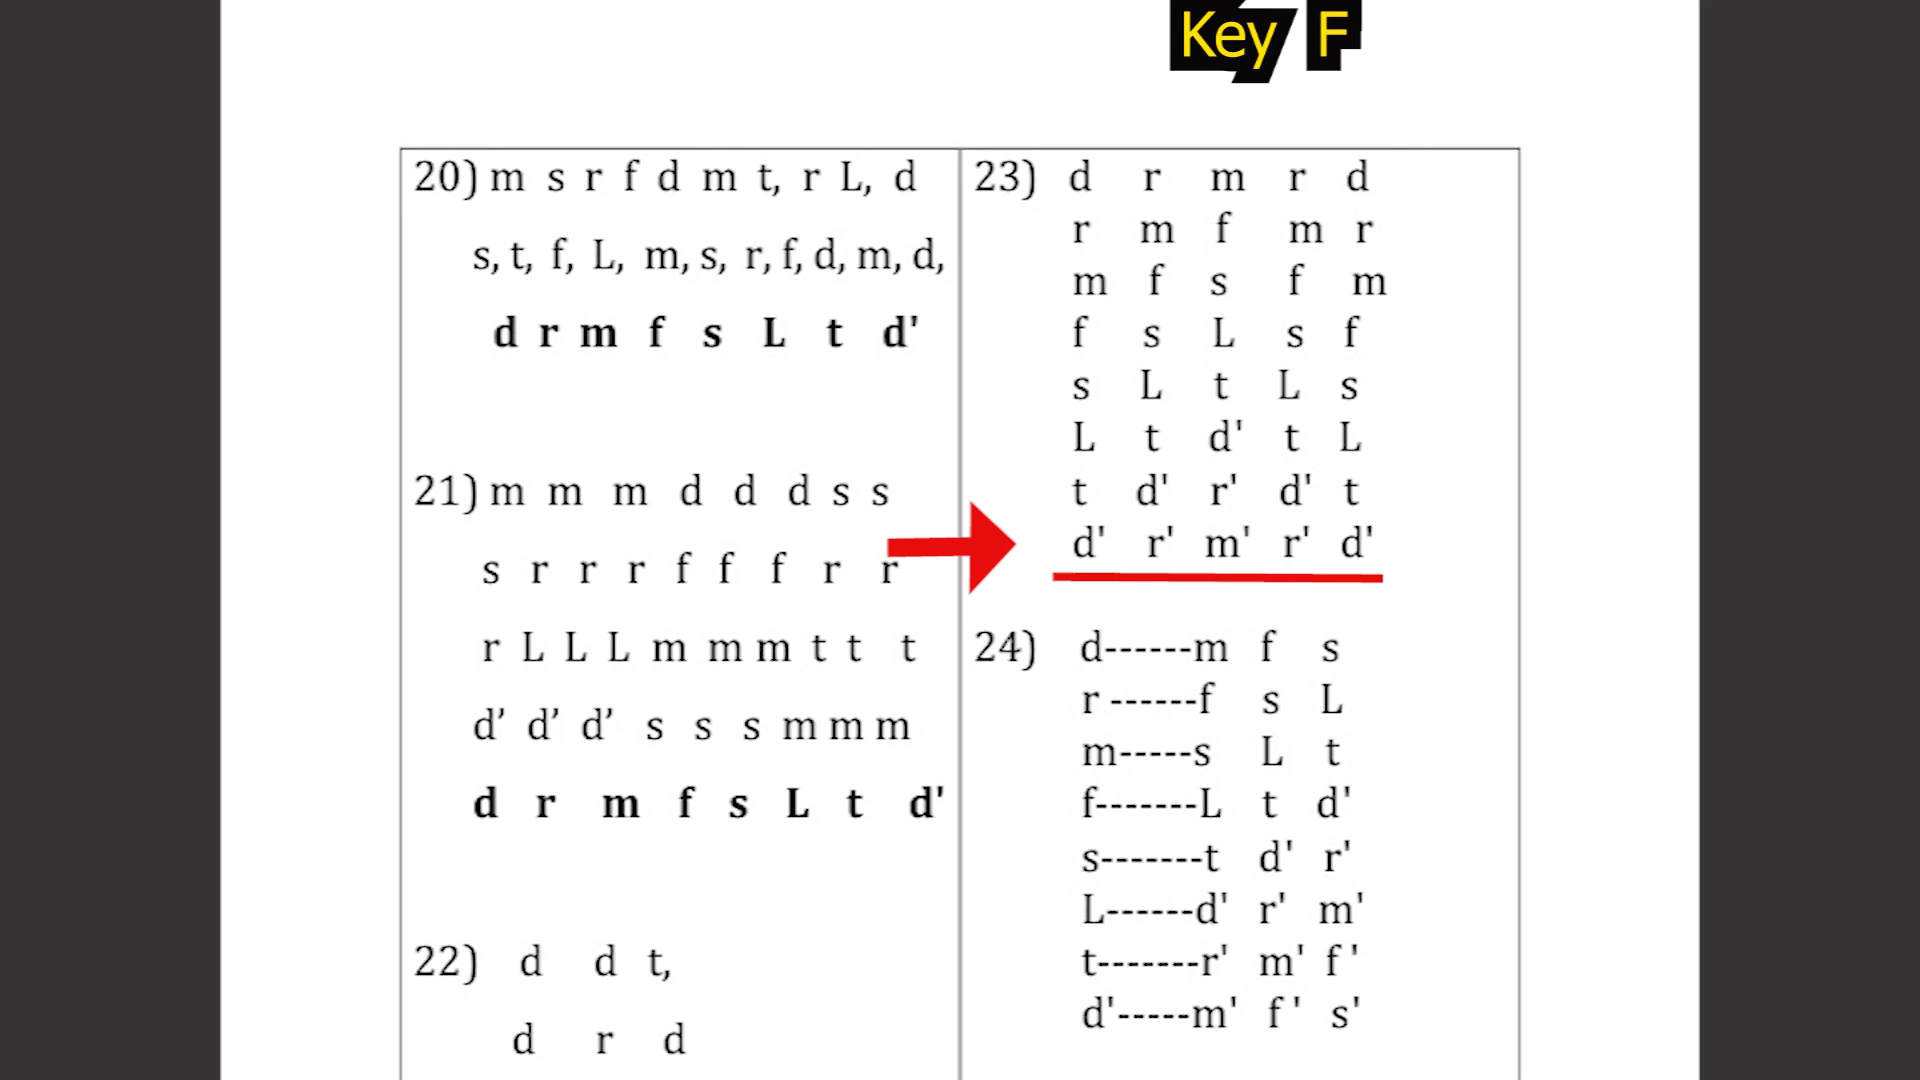 Key F
20) m s r f d m t, r L, d
s, t, f, L, m, s, r, f, d, m, d,
d r m f s L t d'
21) m m m d d d s s
s r r r f f f r r
r L L L m m m t t t
d’ d’ d’ s s s m m m
d r m f s L t d'
22) d d t,
d r d
23) d r m r d
r m f m r
m f s f m
f s L s f
s L t L s
L t d' t L
t d' r' d' t
d' r' m' r' d'
24) d------m f s
r ------f s L
m-----s L t
f-------L t d'
s-------t d' r'
L------d' r' m'
t-------r' m' f '
d'-----m' f ' s'